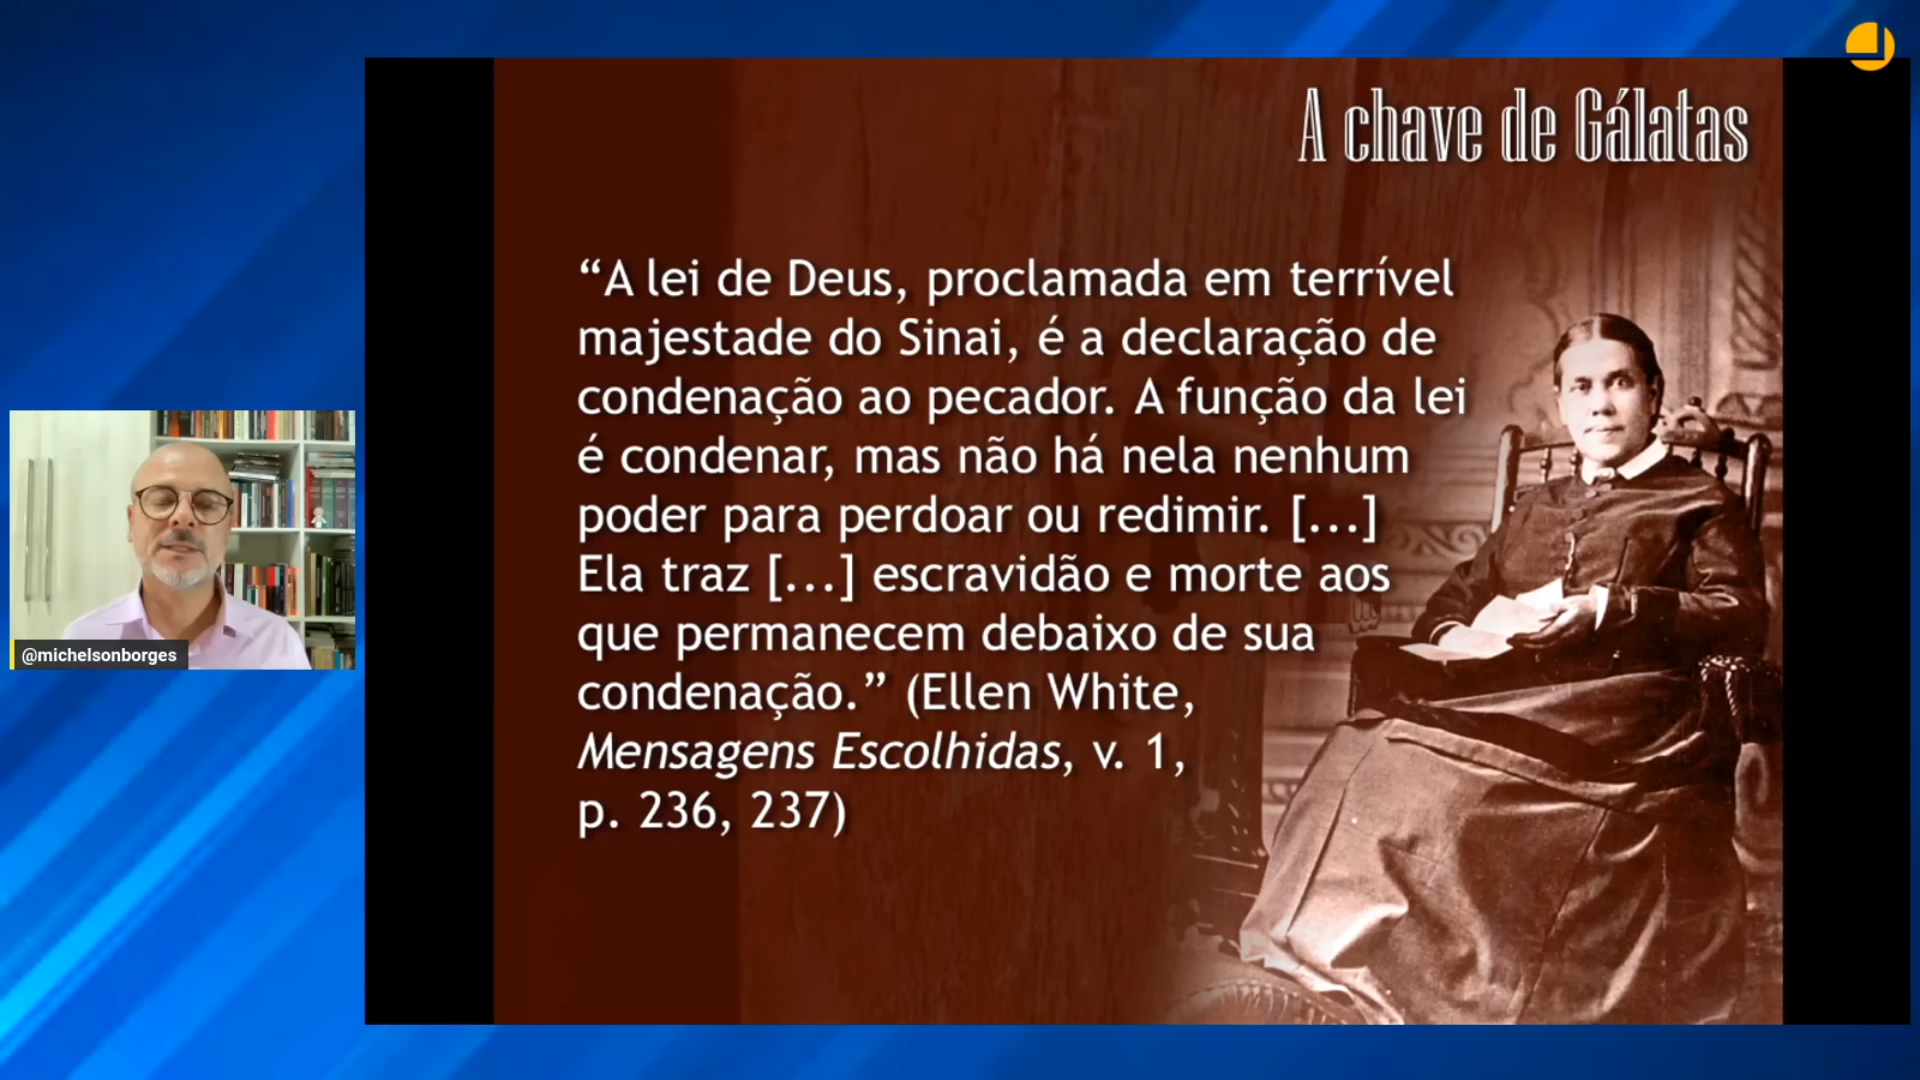 A chave de Gálatas
“A lei de Deus, proclamada em terrível
majestade do Sinai, é a declaração de
condenação ao pecador. A função da lei
é condenar, mas não há nela nenhum
poder para perdoar ou redimir. [...]
Ela traz [...] escravidão e morte aos
que permanecem debaixo de sua
condenação.” (Ellen White,
Mensagens Escolhidas, v. 1,
p. 236, 237)
@michelsonborges